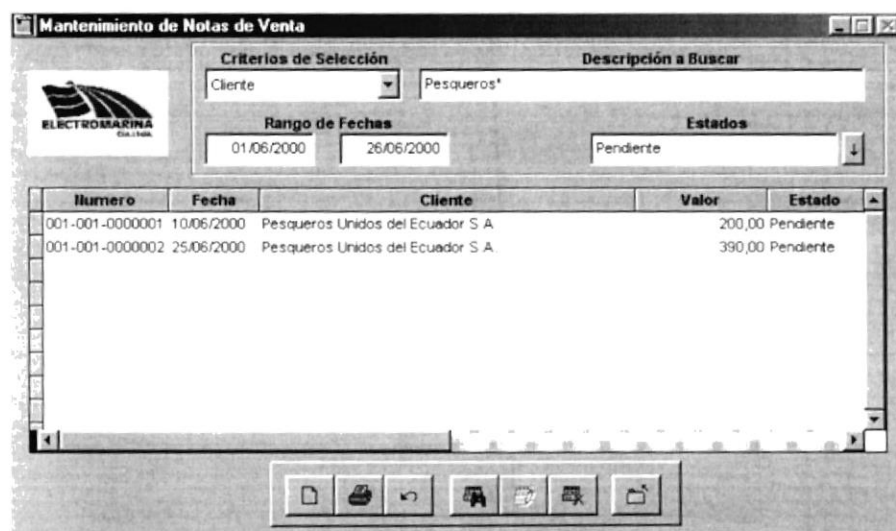 Mantenimiento de Notas de Venta
Criterios de Selección
Descripción a Buscar
Cliente
Pesqueros*
ELECTROMARINA
CIA. LTDA.
Rango de Fechas
Estados
01/06/2000
26/06/2000
Pendiente
Numero Fecha Cliente Valor Estado
001-001-0000001 10/06/2000 Pesqueros Unidos del Ecuador S.A. 200,00 Pendiente
001-001-0000002 25/06/2000 Pesqueros Unidos del Ecuador S.A. 390,00 Pendiente